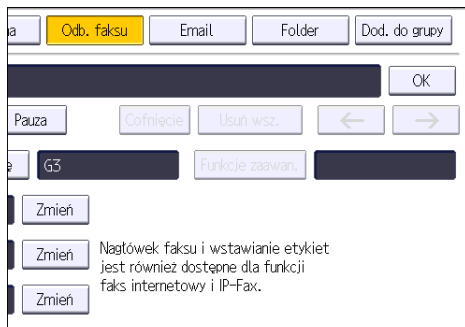 na Odb. faksu Email Folder Dod. do grupy
OK
Pauza Cofnięcie Usuń wsz. ← →
ę G3 Funkcje zaawan.
Zmień
Zmień
Zmień
Nagłówek faksu i wstawianie etykiet
jest również dostępne dla funkcji
faks internetowy i IP-Fax.